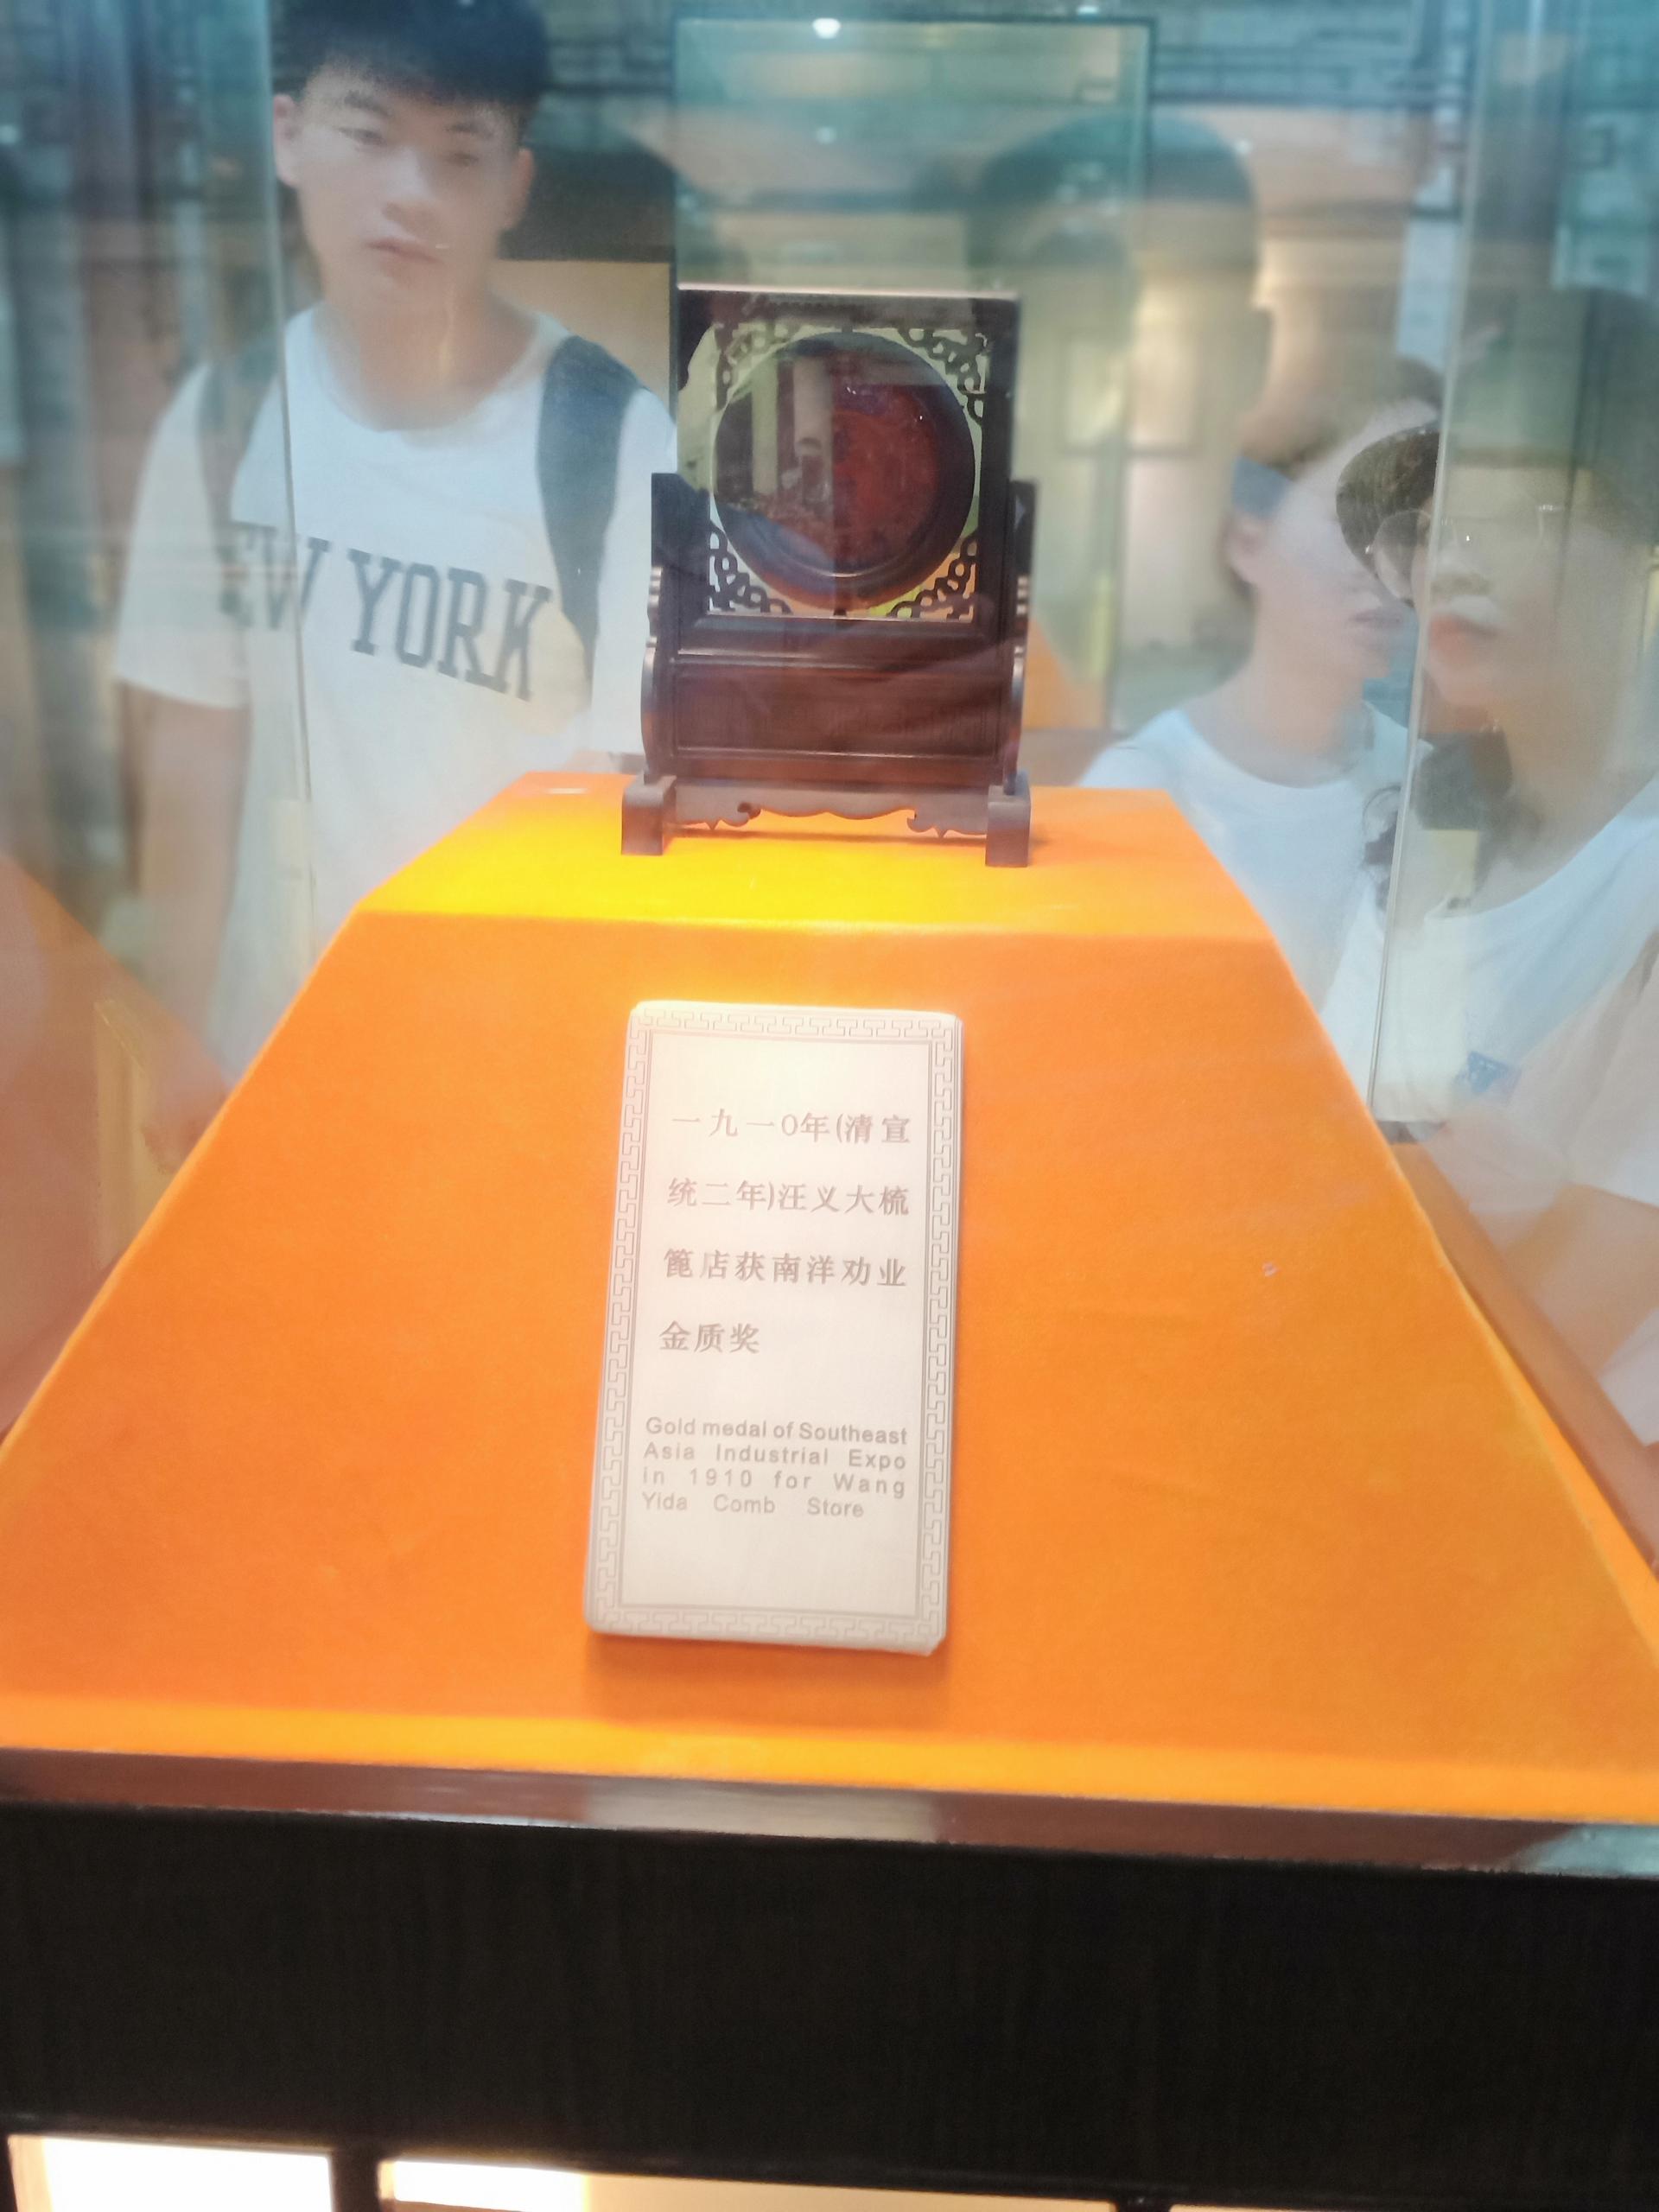 EW YORK
一九一〇年(清宣
统二年)汪义大梳
篦店获南洋劝业
金质奖
Gold medal of Southeast
Asia Industrial Expo
in 1910 for Wang
Yida Comb Store